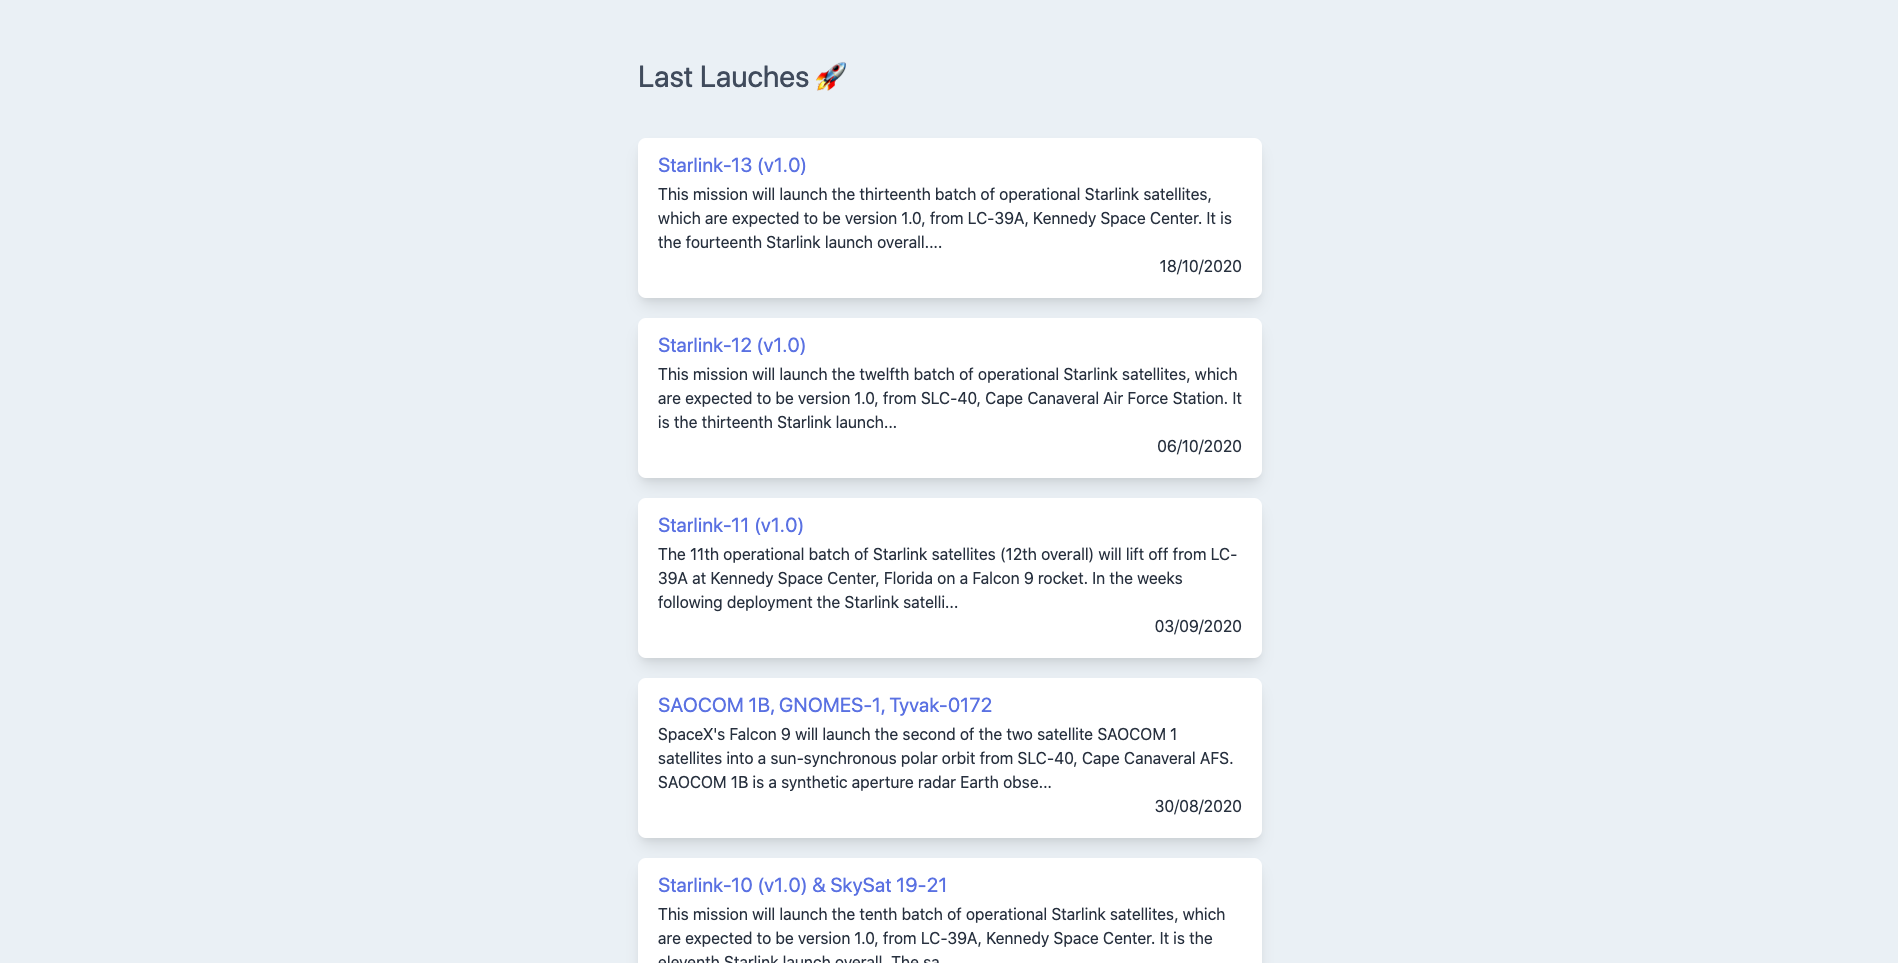 Last Lauches 🚀
Starlink-13 (v1.0)
This mission will launch the thirteenth batch of operational Starlink satellites,
which are expected to be version 1.0, from LC-39A, Kennedy Space Center. It is
the fourteenth Starlink launch overall....
18/10/2020
Starlink-12 (v1.0)
This mission will launch the twelfth batch of operational Starlink satellites, which
are expected to be version 1.0, from SLC-40, Cape Canaveral Air Force Station. It
is the thirteenth Starlink launch...
06/10/2020
Starlink-11 (v1.0)
The 11th operational batch of Starlink satellites (12th overall) will lift off from LC-
39A at Kennedy Space Center, Florida on a Falcon 9 rocket. In the weeks
following deployment the Starlink satelli...
03/09/2020
SAOCOM 1B, GNOMES-1, Tyvak-0172
SpaceX's Falcon 9 will launch the second of the two satellite SAOCOM 1
satellites into a sun-synchronous polar orbit from SLC-40, Cape Canaveral AFS.
SAOCOM 1B is a synthetic aperture radar Earth obse...
30/08/2020
Starlink-10 (v1.0) & SkySat 19-21
This mission will launch the tenth batch of operational Starlink satellites, which
are expected to be version 1.0, from LC-39A, Kennedy Space Center. It is the
eleventh Starlink launch overall. The sa...